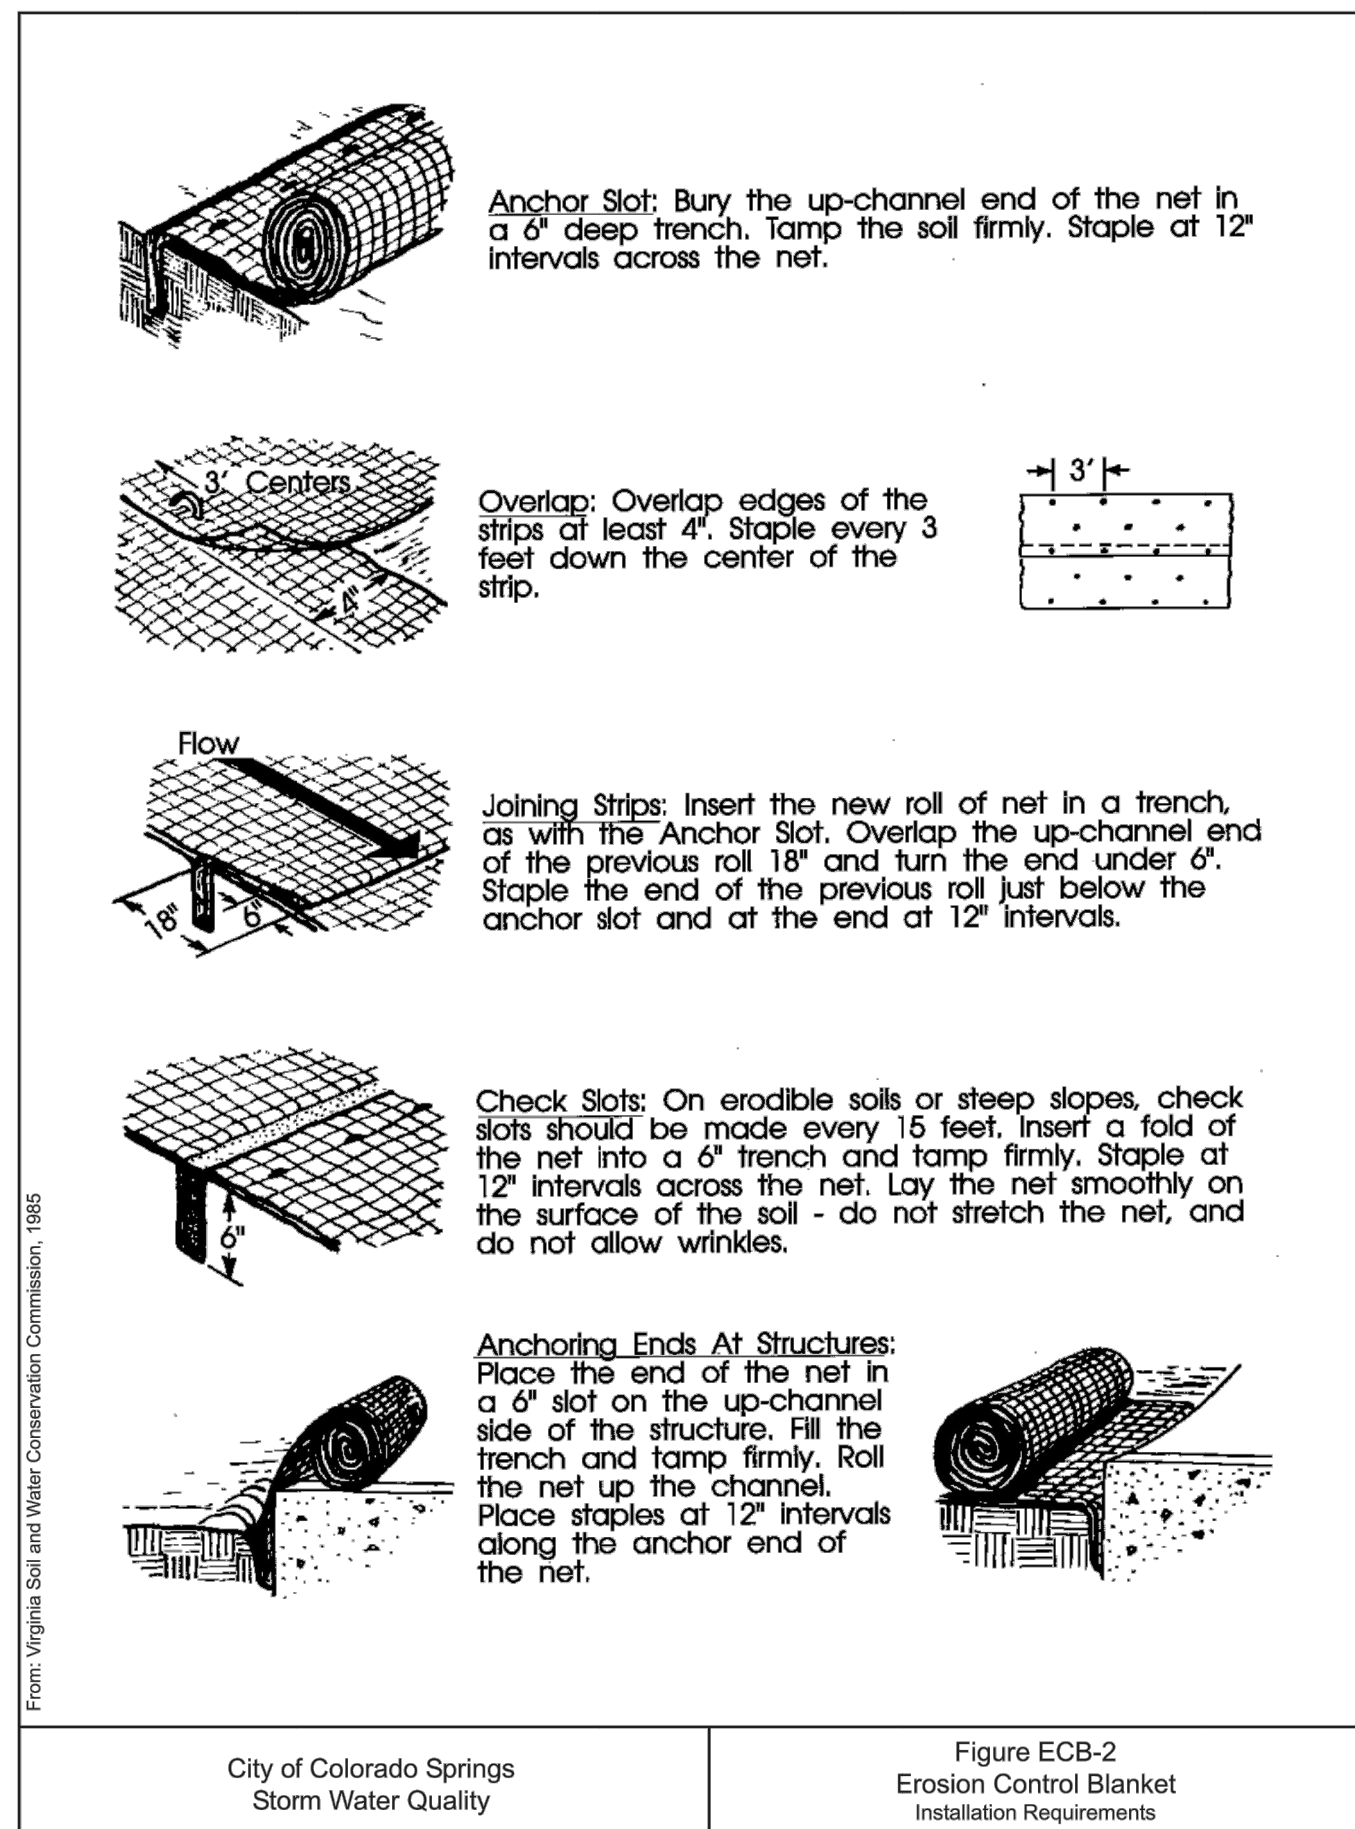 Anchor Slot: Bury the up-channel end of the net in
a 6" deep trench. Tamp the soil firmly. Staple at 12"
intervals across the net.
3' Centers
4"
Overlap: Overlap edges of the
strips at least 4". Staple every 3
feet down the center of the
strip.
3'
Flow
18"
6"
Joining Strips: Insert the new roll of net in a trench,
as with the Anchor Slot. Overlap the up-channel end
of the previous roll 18" and turn the end under 6".
Staple the end of the previous roll just below the
anchor slot and at the end at 12" intervals.
6"
Check Slots: On erodible soils or steep slopes, check
slots should be made every 15 feet. Insert a fold of
the net into a 6" trench and tamp firmly. Staple at
12" intervals across the net. Lay the net smoothly on
the surface of the soil - do not stretch the net, and
do not allow wrinkles.
Anchoring Ends At Structures:
Place the end of the net in
a 6" slot on the up-channel
side of the structure. Fill the
trench and tamp firmly. Roll
the net up the channel.
Place staples at 12" intervals
along the anchor end of
the net.
From: Virginia Soil and Water Conservation Commission, 1985
City of Colorado Springs
Storm Water Quality
Figure ECB-2
Erosion Control Blanket
Installation Requirements